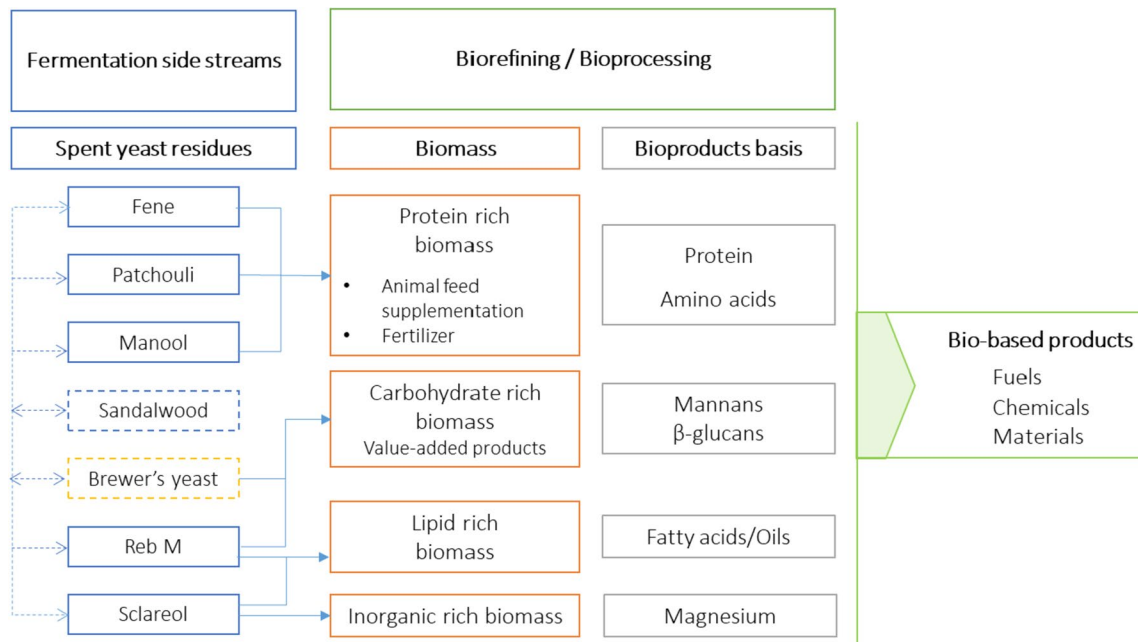 Fermentation side streams
Biorefining / Bioprocessing
Spent yeast residues
Biomass
Bioproducts basis
Fene
Patchouli
Manool
Sandalwood
Brewer’s yeast
Reb M
Sclareol
Protein rich
biomass
• Animal feed
supplementation
• Fertilizer
Carbohydrate rich
biomass
Value-added products
Lipid rich
biomass
Inorganic rich biomass
Protein
Amino acids
Mannans
β-glucans
Fatty acids/Oils
Magnesium
Bio-based products
Fuels
Chemicals
Materials